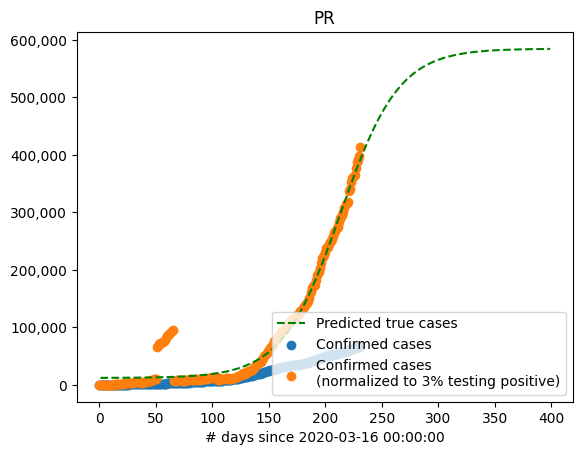 PR
600,000
500,000
400,000
300,000
200,000
100,000
0
Predicted true cases
Confirmed cases
Confirmed cases
(normalized to 3% testing positive)
0 50 100 150 200 250 300 350 400
# days since 2020-03-16 00:00:00